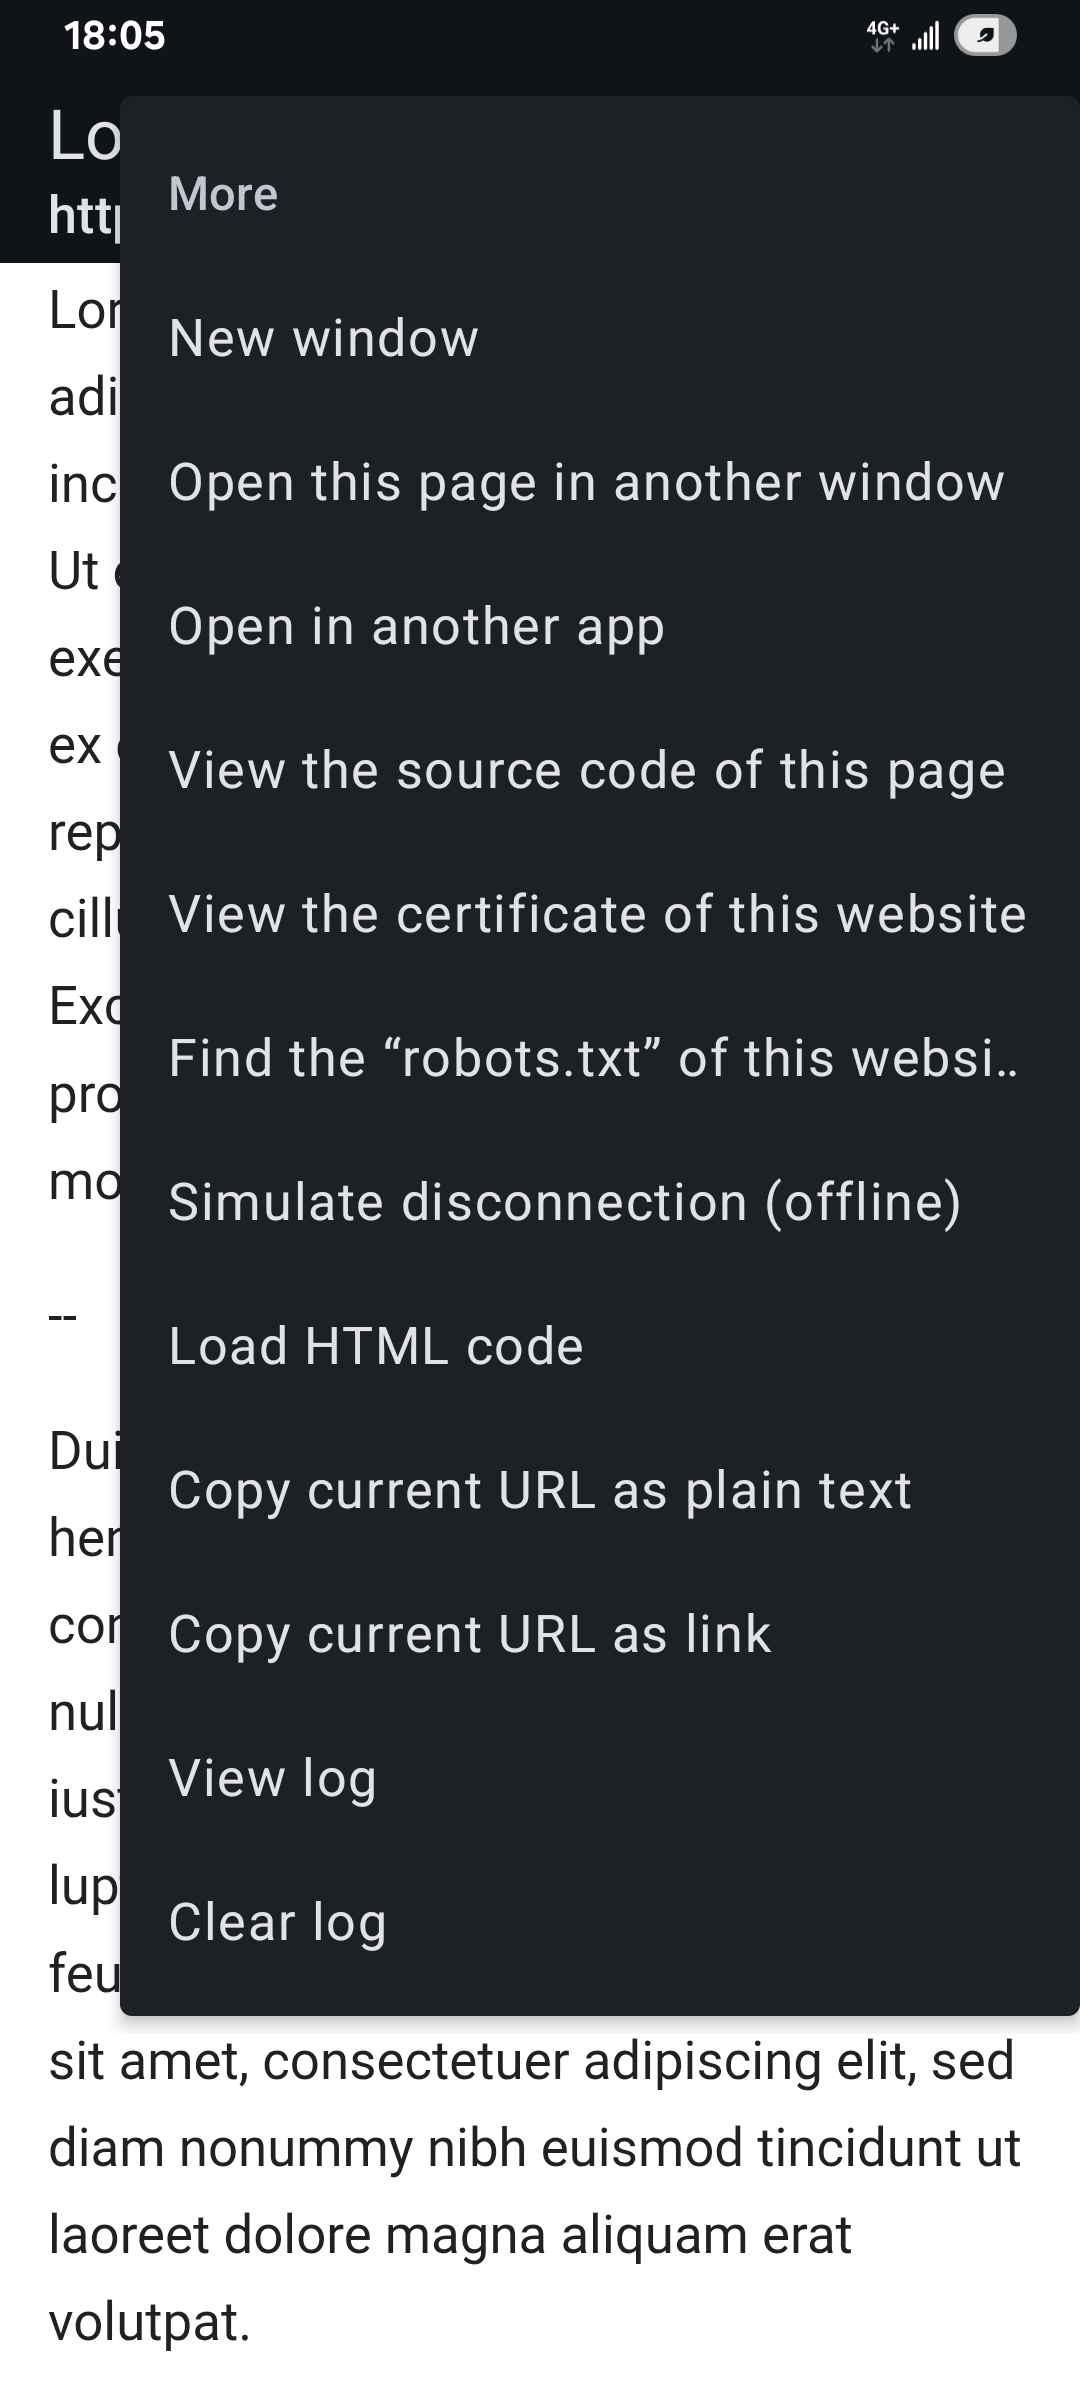 18:05
4G+
Lo
http
More
New window
Open this page in another window
Open in another app
View the source code of this page
View the certificate of this website
Find the “robots.txt” of this websi..
Simulate disconnection (offline)
Load HTML code
Copy current URL as plain text
Copy current URL as link
View log
Clear log
Lor
adi
inc
Ut
exe
ex
rep
cill
Exc
pro
mo
--
Dui
hen
con
nul
ius
lup
feu
sit amet, consectetuer adipiscing elit, sed
diam nonummy nibh euismod tincidunt ut
laoreet dolore magna aliquam erat
volutpat.